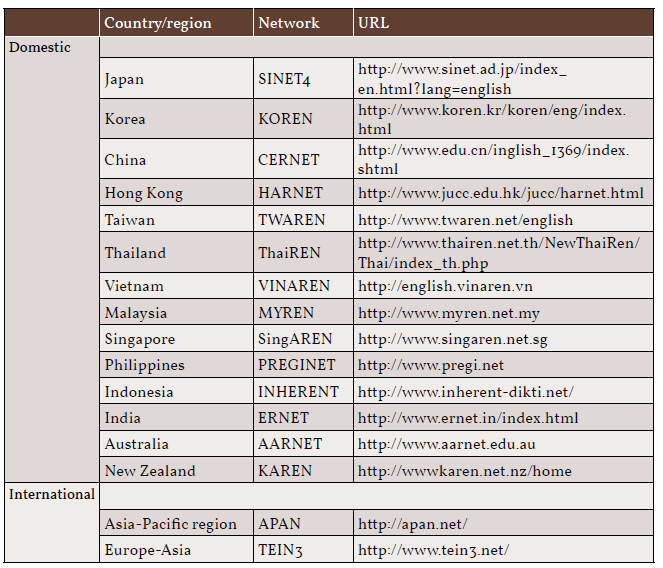 Country/region Network URL
Domestic
Japan SINET4 http://www.sinet.ad.jp/index_
en.html?lang=english
Korea KOREN http://www.koren.kr/koren/eng/index.
html
China CERNET http://www.edu.cn/inglish_1369/index.
shtml
Hong Kong HARNET http://www.jucc.edu.hk/jucc/harnet.html
Taiwan TWAREN http://www.twaren.net/english
Thailand ThaiREN http://www.thairen.net.th/NewThaiRen/
Thai/index_th.php
Vietnam VINAREN http://english.vinaren.vn
Malaysia MYREN http://www.myren.net.my
Singapore SingAREN http://www.singaren.net.sg
Philippines PREGINET http://www.pregi.net
Indonesia INHERENT http://www.inherent-dikti.net/
India ERNET http://www.ernet.in/index.html
Australia AARNET http://www.aarnet.edu.au
New Zealand KAREN http://wwwkaren.net.nz/home
International
Asia-Pacific region APAN http://apan.net/
Europe-Asia TEIN3 http://www.tein3.net/